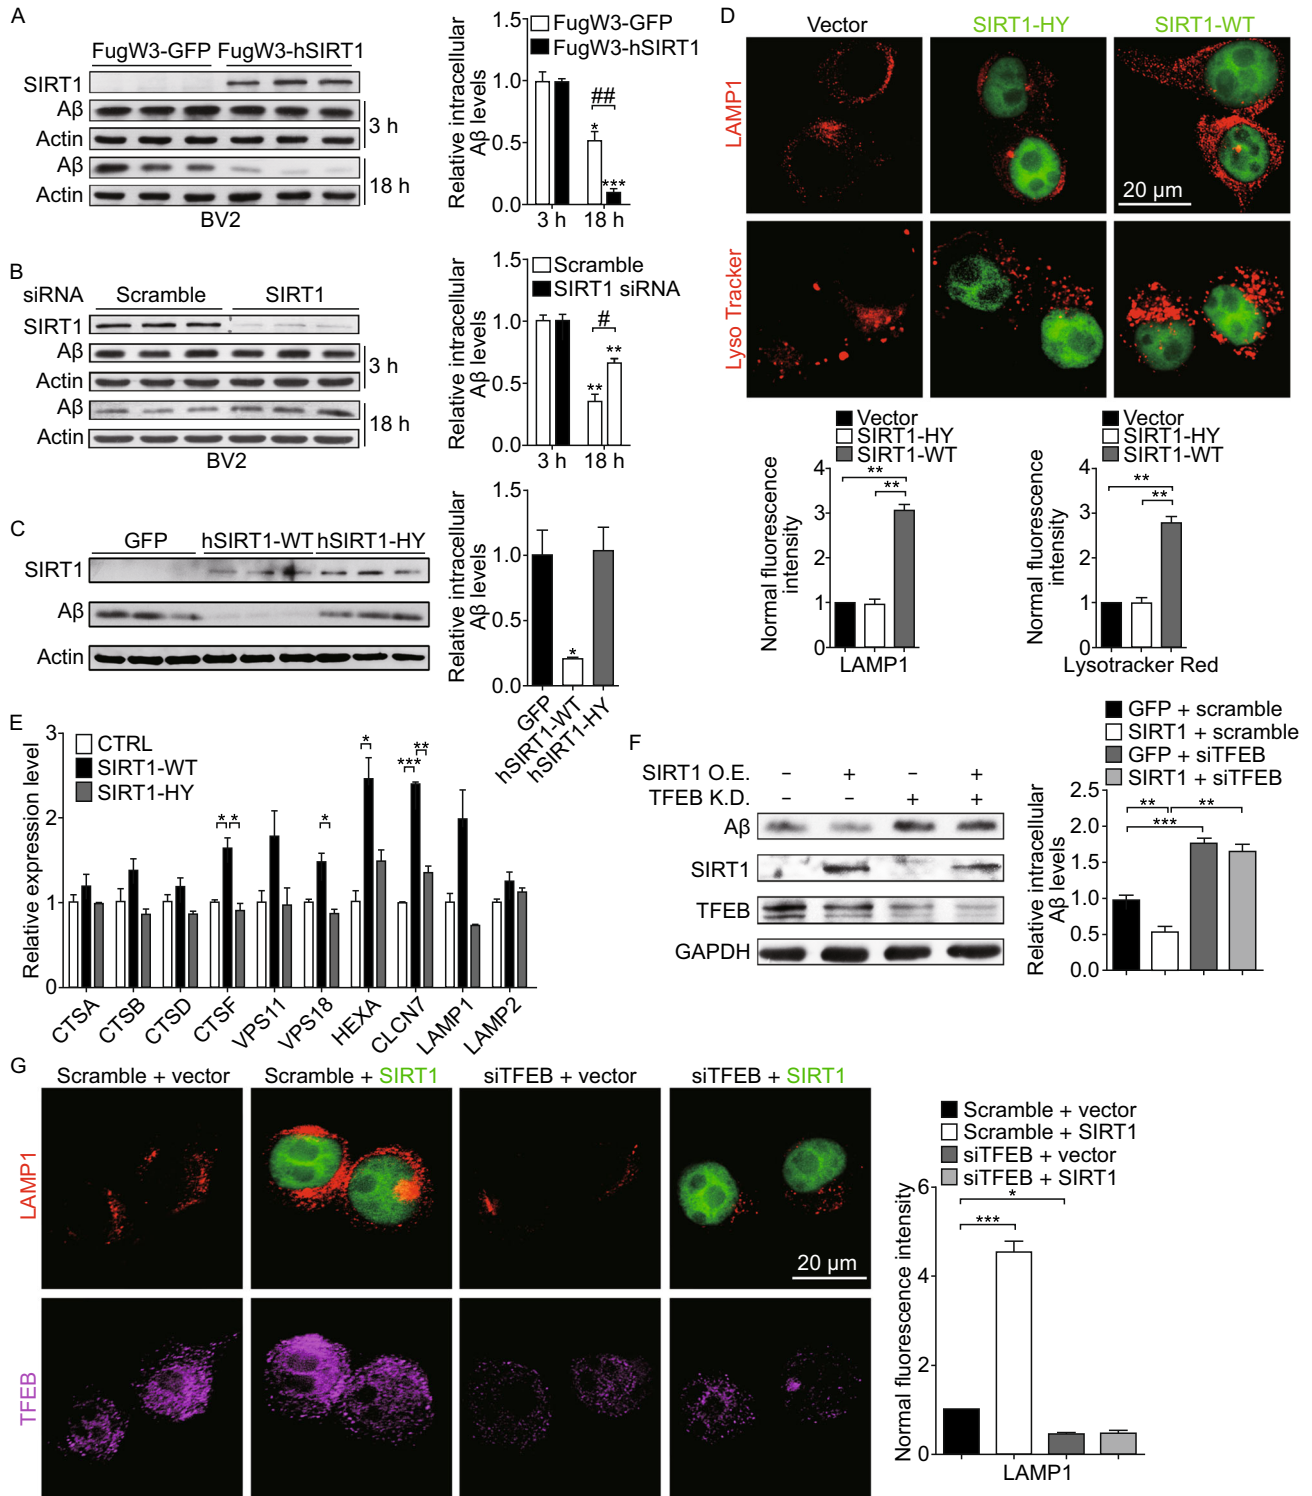 A
FugW3-GFP FugW3-hSIRT1
SIRT1
Aβ
Actin
3 h
Aβ
Actin
18 h
BV2
FugW3-GFP
FugW3-hSIRT1
Relative intracellular
Aβ levels
1.5
1.0
0.5
0.0
##
*
***
3 h 18 h
B
siRNA Scramble SIRT1
SIRT1
Aβ
Actin
3 h
Aβ
Actin
18 h
BV2
Scramble
SIRT1 siRNA
Relative intracellular
Aβ levels
1.5
1.0
0.5
0.0
#
**
**
3 h 18 h
C
GFP hSIRT1-WT hSIRT1-HY
SIRT1
Aβ
Actin
Relative intracellular
Aβ levels
1.5
1.0
0.5
0.0
*
GFP
hSIRT1-WT
hSIRT1-HY
D
Vector SIRT1-HY SIRT1-WT
LAMP1
20 µm
Lyso Tracker
Vector
SIRT1-HY
SIRT1-WT
Normal fluorescence
intensity
4
3
2
1
0
**
**
LAMP1
Vector
SIRT1-HY
SIRT1-WT
Normal fluorescence
intensity
4
3
2
1
0
**
**
Lysotracker Red
E
CTRL
SIRT1-WT
SIRT1-HY
Relative expression level
3
2
1
0
* *
*
*
***
**
CTSA CTSB CTSD CTSF VPS11 VPS18 HEXA CLCN7 LAMP1 LAMP2
F
SIRT1 O.E. – + – +
TFEB K.D. – – + +
Aβ
SIRT1
TFEB
GAPDH
GFP + scramble
SIRT1 + scramble
GFP + siTFEB
SIRT1 + siTFEB
Relative intracellular
Aβ levels
2.5
2.0
1.5
1.0
0.5
0.0
** **
***
G
Scramble + vector Scramble + SIRT1 siTFEB + vector siTFEB + SIRT1
LAMP1
20 µm
TFEB
Scramble + vector
Scramble + SIRT1
siTFEB + vector
siTFEB + SIRT1
Normal fluorescence intensity
6
4
2
0
*
***
LAMP1